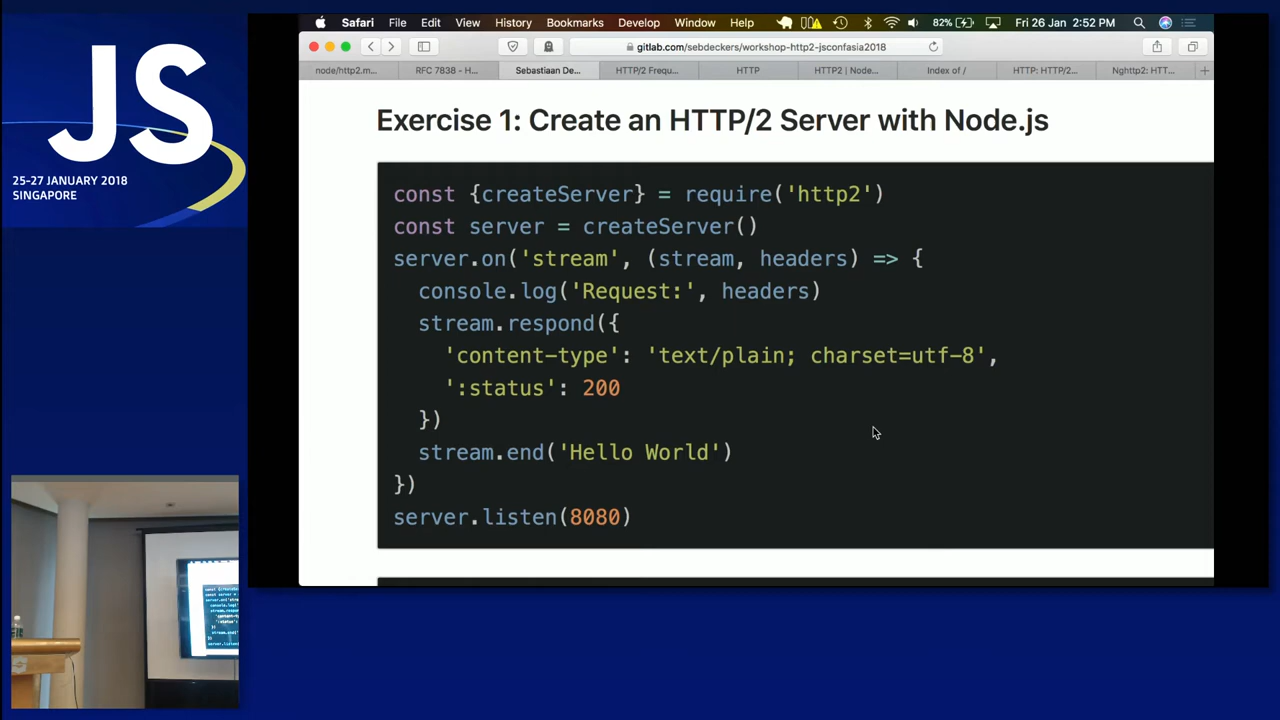 JS
25-27 JANUARY 2018
SINGAPORE
Safari File Edit View History Bookmarks Develop Window Help 82% Fri 26 Jan 2:52 PM
gitlab.com/sebdeckers/workshop-http2-jsconfasia2018
node/http2.m... RFC 7838 - H... Sebastiaan De... HTTP/2 Frequ... HTTP HTTP2 | Node... Index of / HTTP: HTTP/2... Nghttp2: HTT...
Exercise 1: Create an HTTP/2 Server with Node.js
const {createServer} = require('http2')
const server = createServer()
server.on('stream', (stream, headers) => {
console.log('Request:', headers)
stream.respond({
'content-type': 'text/plain; charset=utf-8',
':status': 200
})
stream.end('Hello World')
})
server.listen(8080)